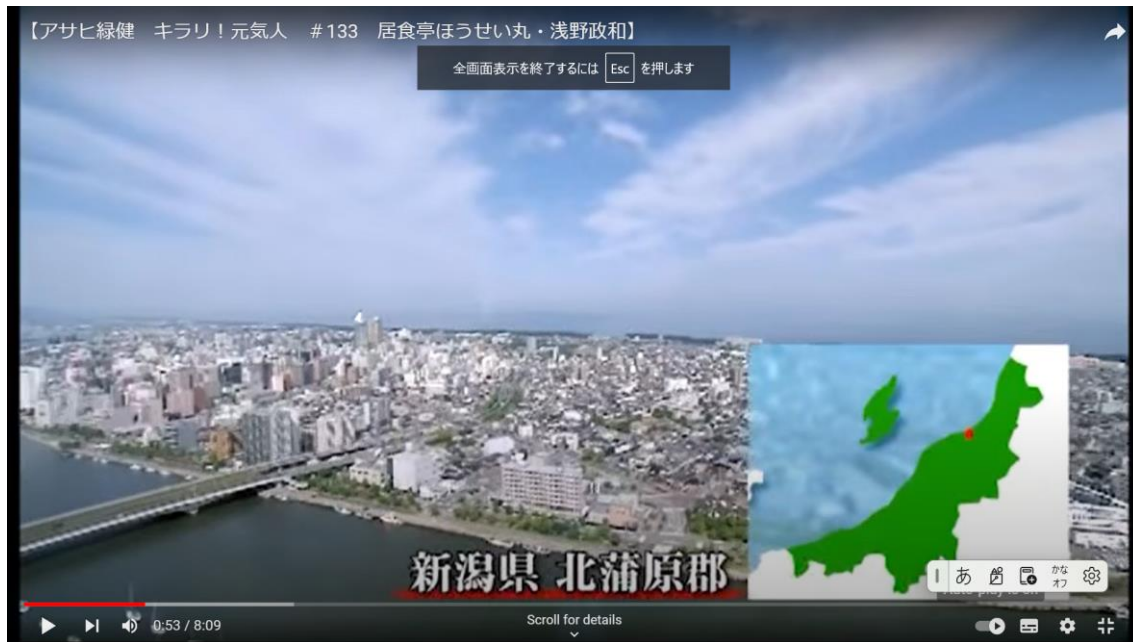 【アサヒ緑健　キラリ！元気人　＃133　居食亭ほうせい丸・浅野政和】
全画面表示を終了するには Esc を押します
新潟県 北蒲原郡
あ
かな
オフ
0:53 / 8:09
Scroll for details